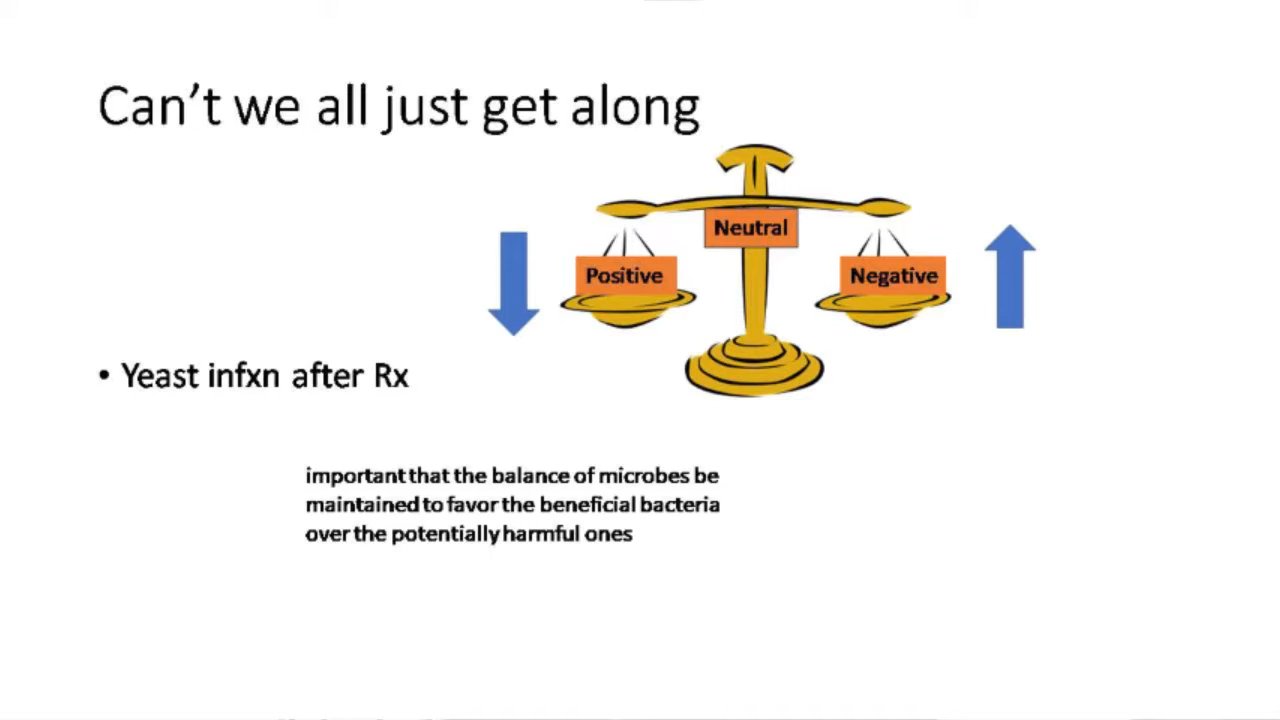 Can't we all just get along
Neutral
Positive
Negative
• Yeast infxn after Rx
important that the balance of microbes be
maintained to favor the beneficial bacteria
over the potentially harmful ones